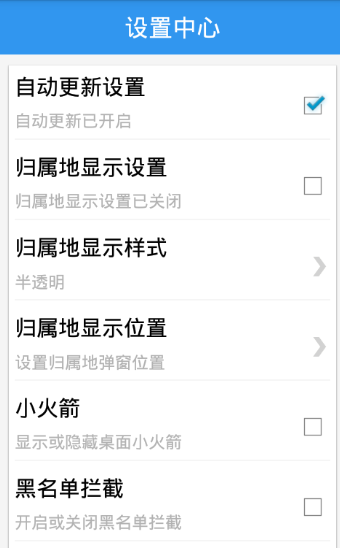 设置中心
自动更新设置
自动更新已开启
归属地显示设置
归属地显示设置已关闭
归属地显示样式
半透明
归属地显示位置
设置归属地弹窗位置
小火箭
显示或隐藏桌面小火箭
黑名单拦截
开启或关闭黑名单拦截